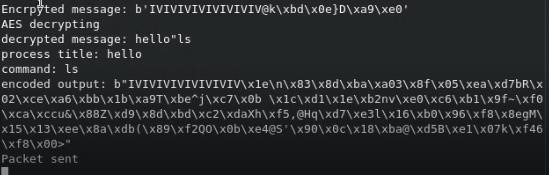 Encrpyted message: b'IVIVIVIVIVIVIVIV@k\xbd\x0e}D\xa9\xe0'
AES decrypting
decrypted message: hello"ls
process title: hello
command: ls
encoded output: b"IVIVIVIVIVIVIVIV\x1e\n\x83\x8d\xba\xa03\x8f\x05\xea\xd7bR\x
02\xce\xa6\xbb\x1b\xa9T\xbe^j\xc7\x0b \x1c\xd1\x1e\xb2nv\xe0\xc6\xb1\x9f~\xf0
\xca\xccu&\x88Z\xd9\x8d\xbd\xc2\xdaXh\xf5,@Hq\xd7\xe3l\x16\xb0\x96\xf8\x8egM\
x15\x13\xee\x8a\xdb(\x89\xf2QO\x0b\xe4@S'\x90\x0c\x18\xba@\xd5B\xe1\x07k\xf46
\xf8\x00>"
Packet sent